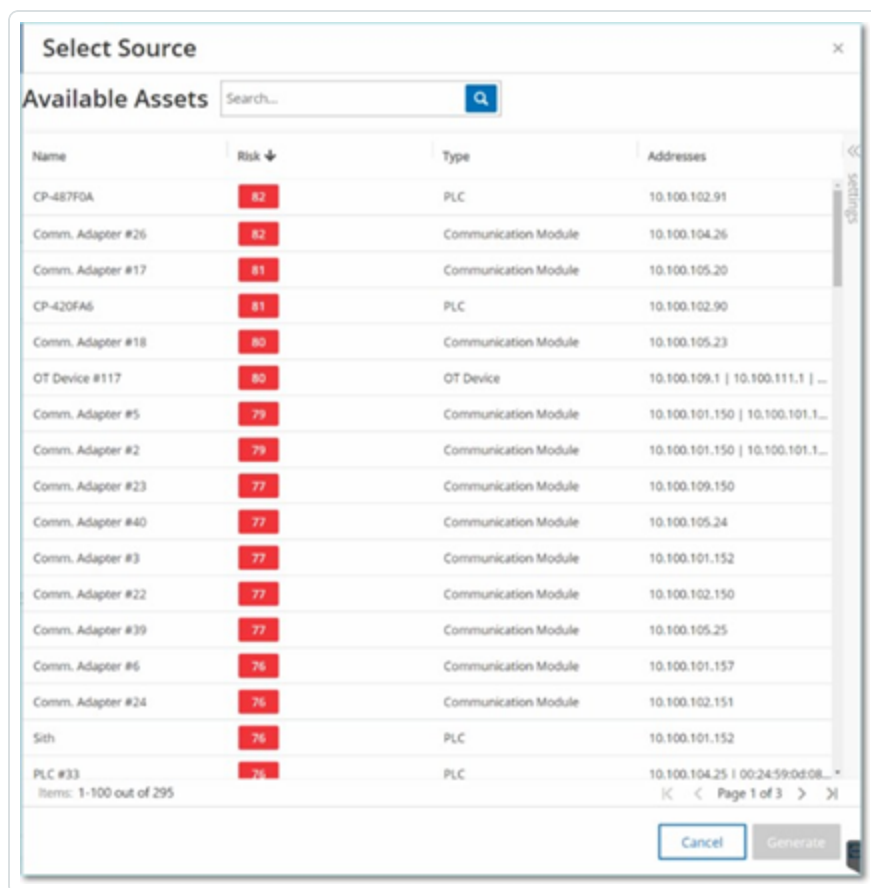 Select Source ×
Available Assets Search...
Name Risk Type Addresses
settings
CP-487F0A 82 PLC 10.100.102.91
Comm. Adapter #26 82 Communication Module 10.100.104.26
Comm. Adapter #17 81 Communication Module 10.100.105.20
CP-420FA6 81 PLC 10.100.102.90
Comm. Adapter #18 80 Communication Module 10.100.105.23
OT Device #117 80 OT Device 10.100.109.1 | 10.100.111.1 | ...
Comm. Adapter #5 79 Communication Module 10.100.101.150 | 10.100.101.1...
Comm. Adapter #2 79 Communication Module 10.100.101.150 | 10.100.101.1...
Comm. Adapter #23 77 Communication Module 10.100.109.150
Comm. Adapter #40 77 Communication Module 10.100.105.24
Comm. Adapter #3 77 Communication Module 10.100.101.152
Comm. Adapter #22 77 Communication Module 10.100.102.150
Comm. Adapter #39 77 Communication Module 10.100.105.25
Comm. Adapter #6 76 Communication Module 10.100.101.157
Comm. Adapter #24 76 Communication Module 10.100.102.151
Sith 76 PLC 10.100.101.152
PLC #33 76 PLC 10.100.104.25 | 00:24:59:0d:08...
Items: 1-100 out of 295 Page 1 of 3
Cancel Generate